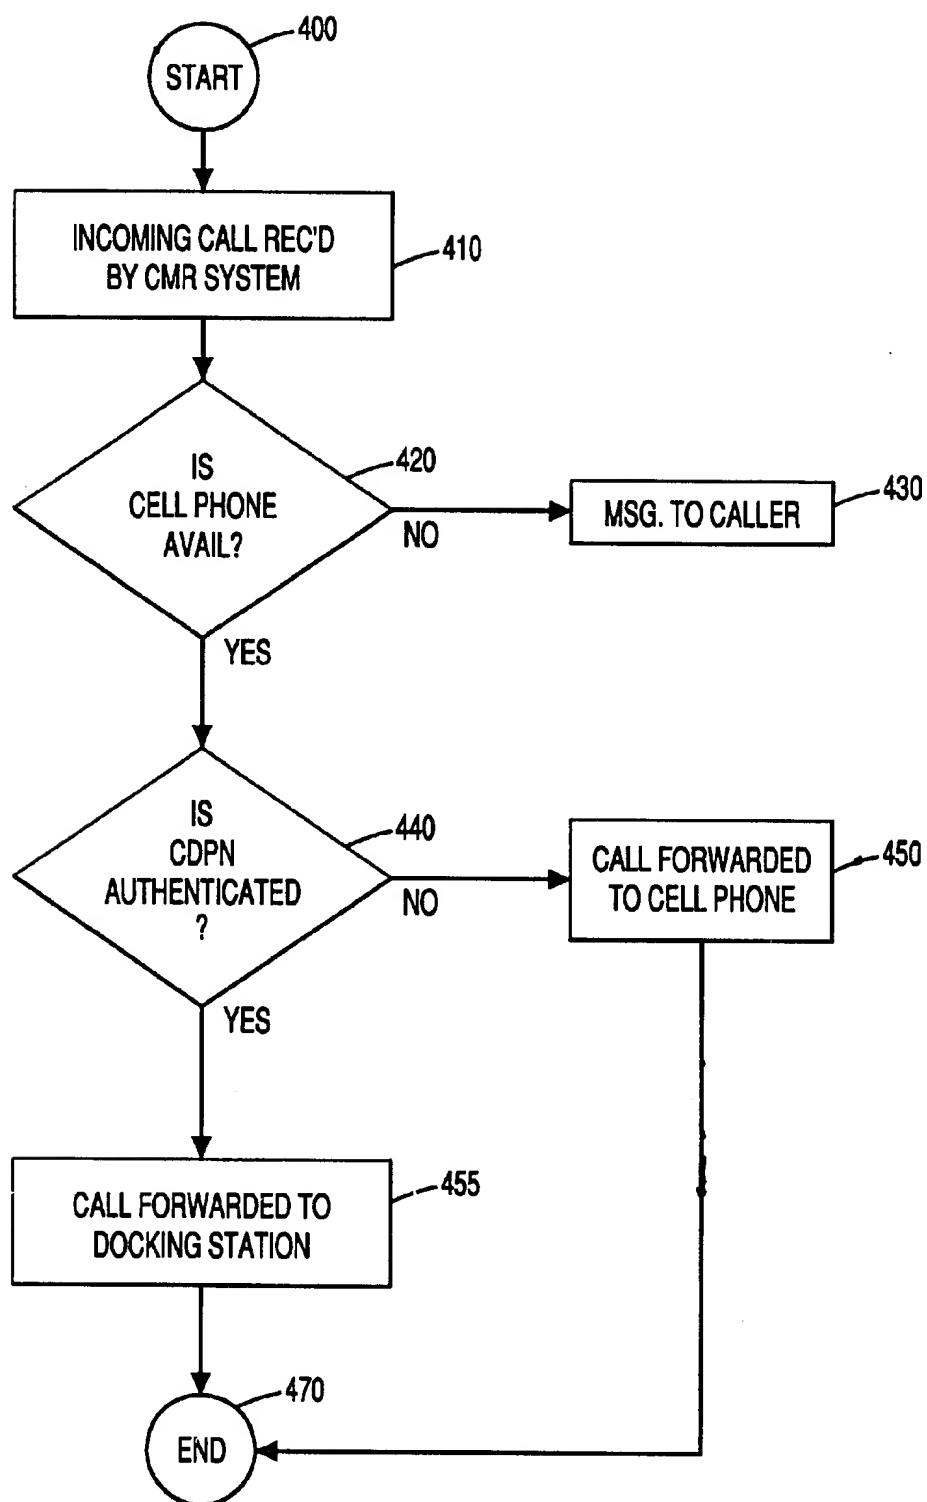 400
START
INCOMING CALL REC'D
BY CMR SYSTEM
410
IS
CELL PHONE
AVAIL?
420
NO
MSG. TO CALLER
430
YES
IS
CDPN
AUTHENTICATED
?
440
NO
CALL FORWARDED
TO CELL PHONE
450
YES
CALL FORWARDED TO
DOCKING STATION
455
470
END